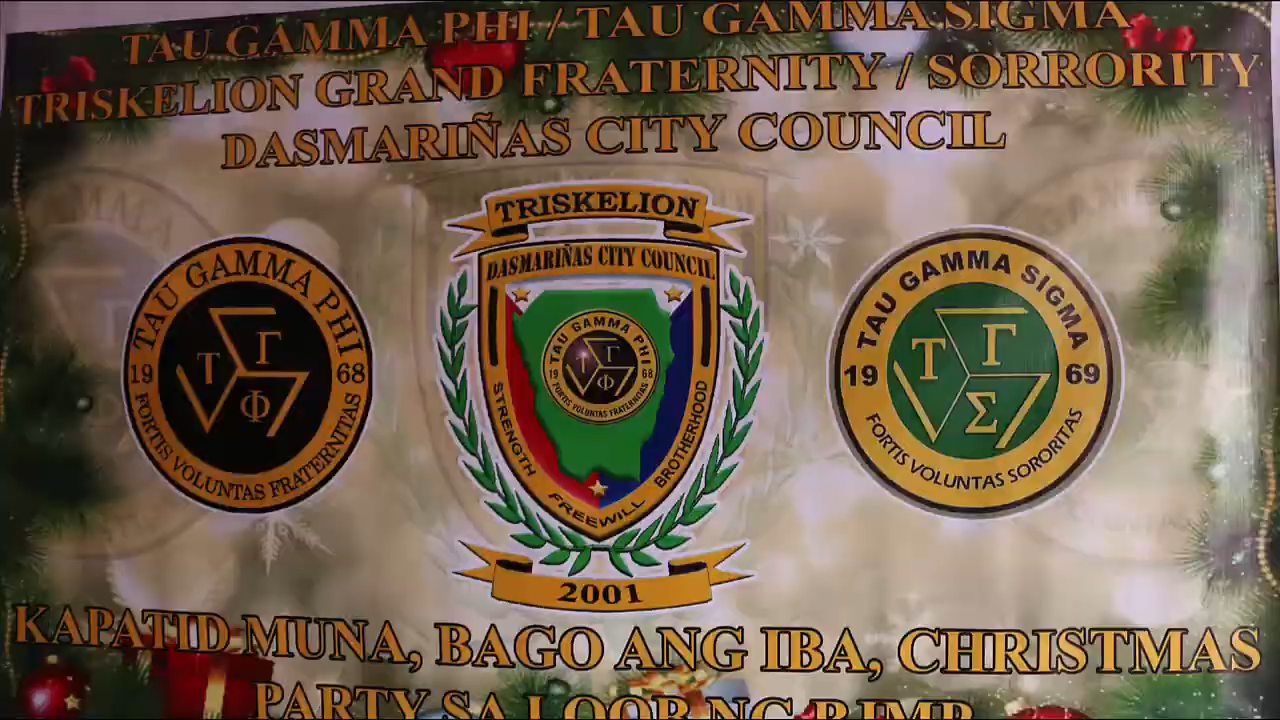 TAU GAMMA PHI / TAU GAMMA SIGMA
TRISKELION GRAND FRATERNITY / SORRORITY
DASMARIÑAS CITY COUNCIL
TAU GAMMA PHI
19 68
FORTIS VOLUNTAS FRATERNITAS
Τ Γ Φ
TRISKELION
DASMARIÑAS CITY COUNCIL
TAU GAMMA PHI
19 68
FORTIS VOLUNTAS FRATERNITAS
Τ Γ Φ
STRENGTH FREEWILL BROTHERHOOD
2001
TAU GAMMA SIGMA
19 69
FORTIS VOLUNTAS SORORITAS
Τ Γ Σ
KAPATID MUNA, BAGO ANG IBA, CHRISTMAS
PARTY SA LOOB NG BJMP